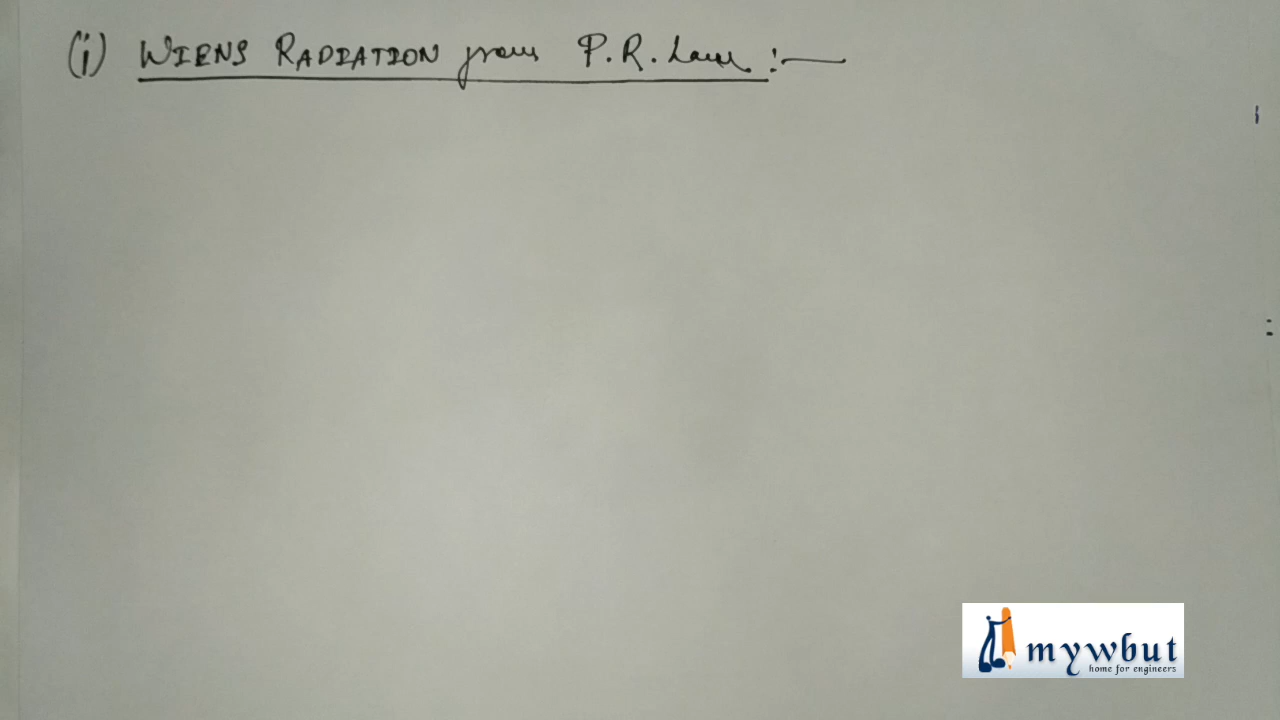 (i) WIENS RADIATION from P.R. Law :—
mywbut
home for engineers